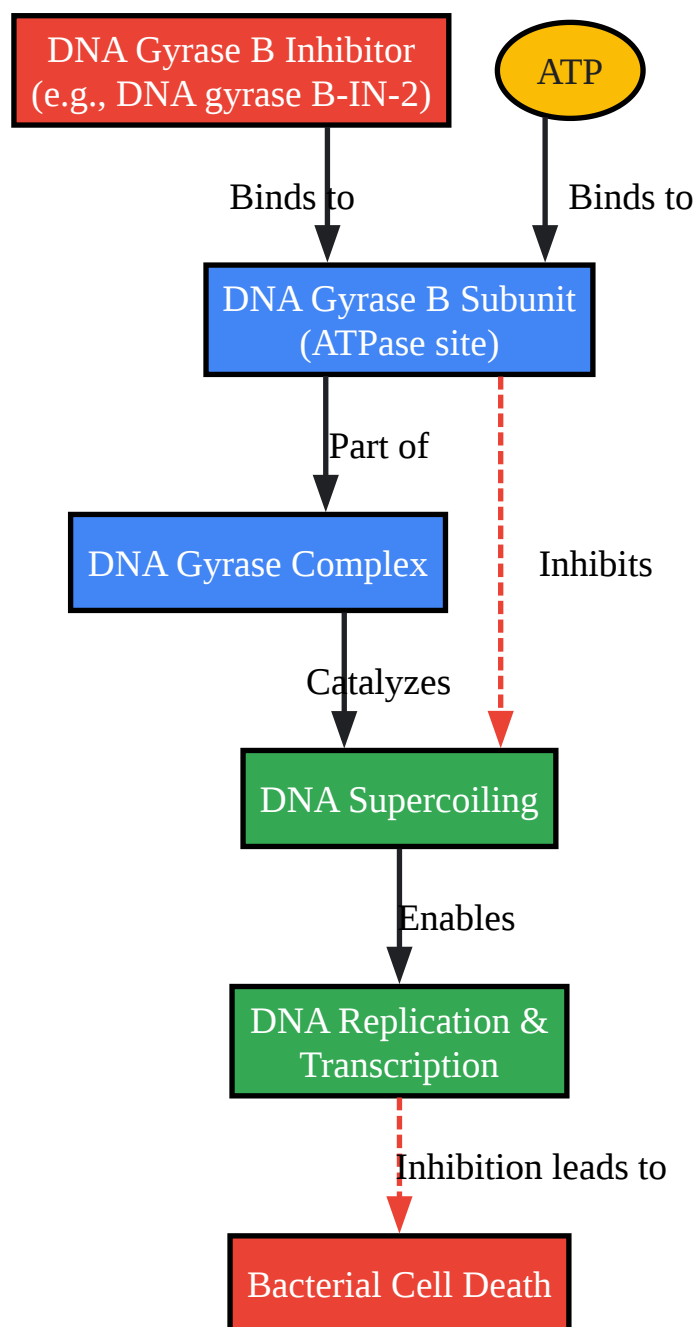 DNA Gyrase B Inhibitor
(e.g., DNA gyrase B-IN-2)
ATP
Binds to
Binds to
DNA Gyrase B Subunit
(ATPase site)
Part of
DNA Gyrase Complex
Inhibits
Catalyzes
DNA Supercoiling
Enables
DNA Replication &
Transcription
Inhibition leads to
Bacterial Cell Death